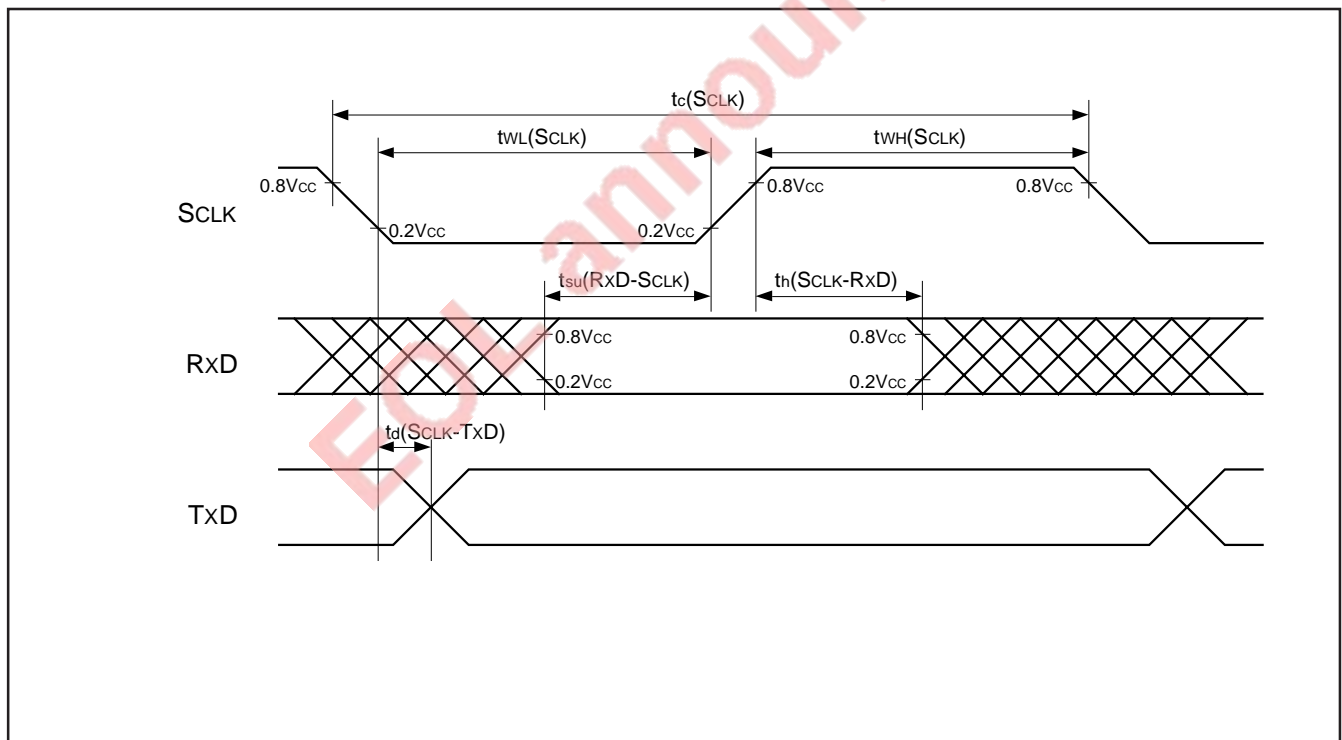 tc(SCLK)
tWL(SCLK)
tWH(SCLK)
0.8VCC
0.8VCC
0.8VCC
SCLK
0.2VCC
0.2VCC
tsu(RxD-SCLK)
th(SCLK-RxD)
0.8VCC
0.8VCC
RxD
0.2VCC
0.2VCC
td(SCLK-TxD)
TxD
EOL announ